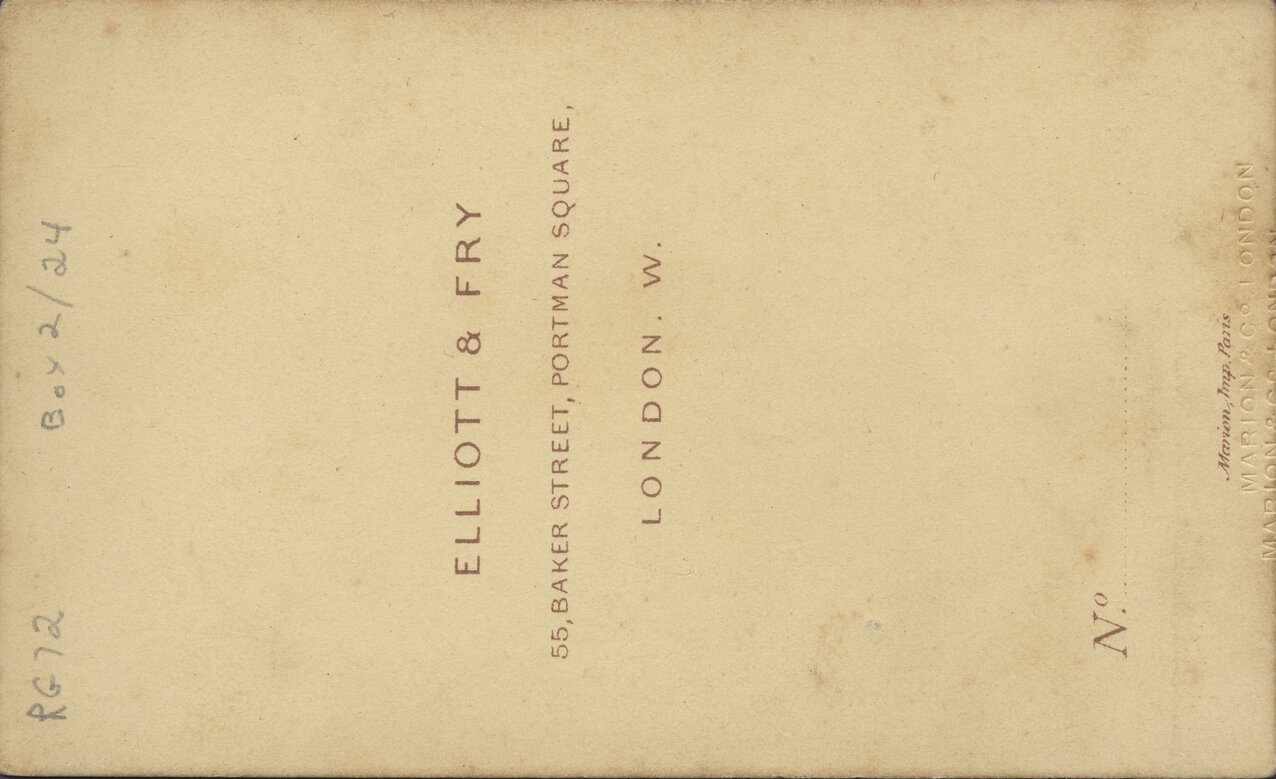 RG72 Box 2/24
ELLIOTT & FRY
55, BAKER STREET, PORTMAN SQUARE,
LONDON. W.
Nº.
Marion, Imp. Paris
MARION & Cº LONDON
MARION & Cº LONDON